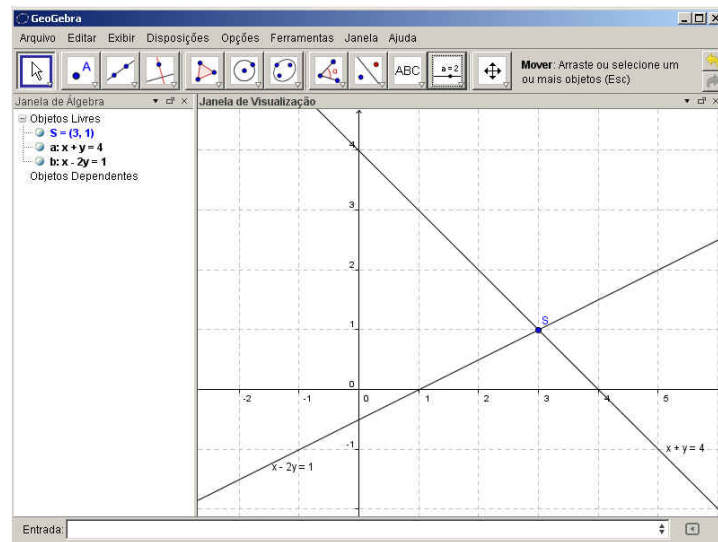 GeoGebra
Arquivo Editar Exibir Disposições Opções Ferramentas Janela Ajuda
A
α
ABC
a=2
Mover: Arraste ou selecione um
ou mais objetos (Esc)
Janela de Álgebra
Janela de Visualização
Objetos Livres
S = (3, 1)
a: x + y = 4
b: x - 2y = 1
Objetos Dependentes
4
3
2
1
S
0
-2 -1 0 1 2 3 4 5
-1
x + y = 4
x - 2y = 1
Entrada: